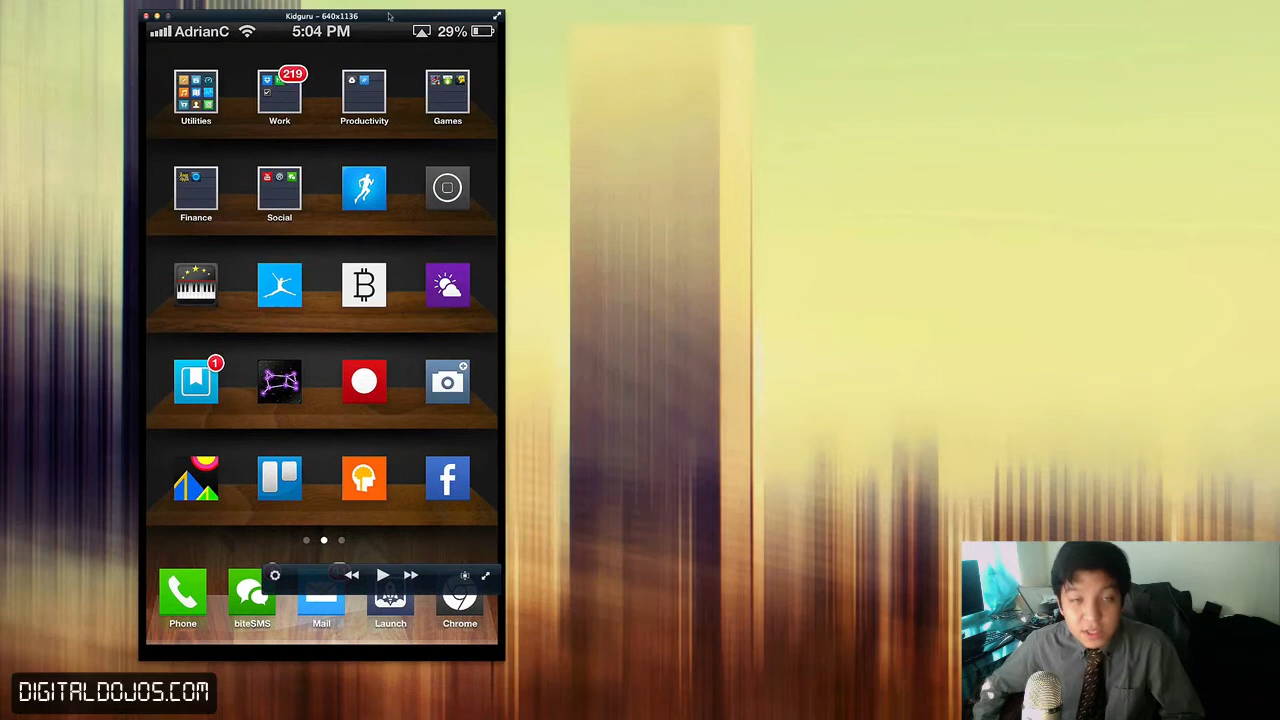 Kidguru – 640x1136
AdrianC 5:04 PM 29%
219
Utilities Work Productivity Games
Finance Social
1
Phone biteSMS Mail Launch Chrome
DIGITALDOJOS.COM